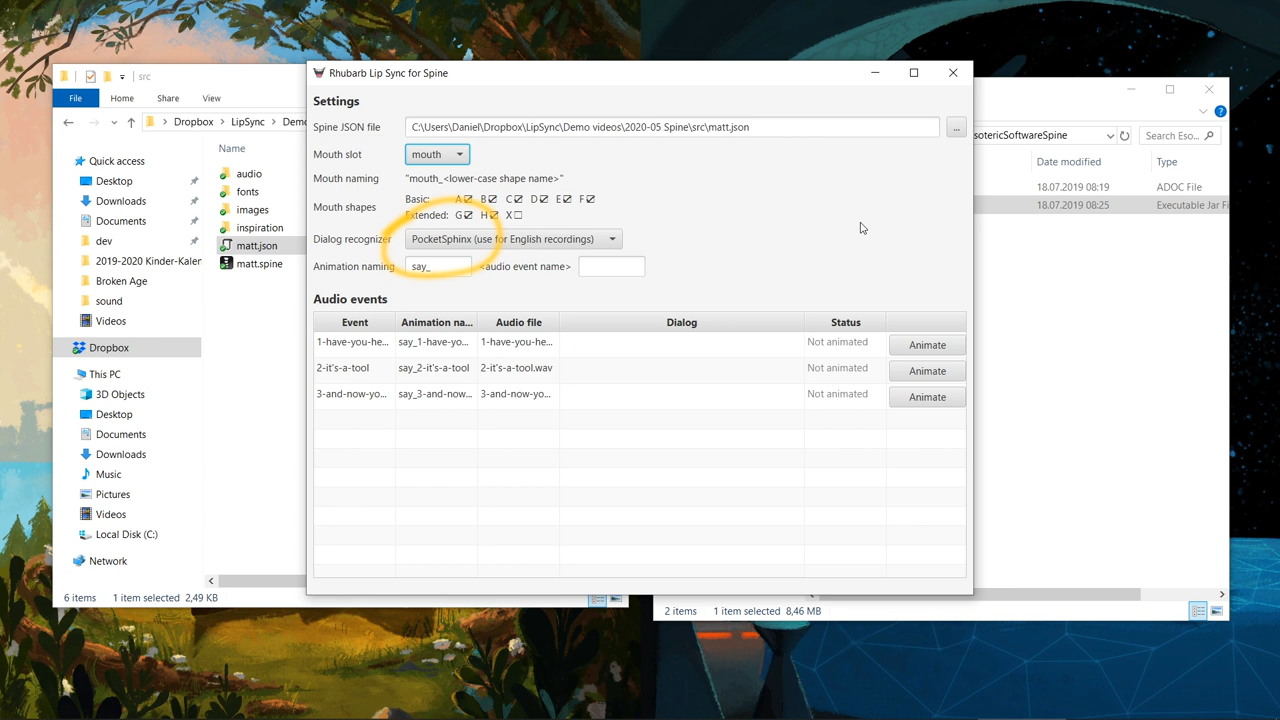 src
File
Home
Share
View
Dropbox
LipSync
Demo
Quick access
Desktop
Downloads
Documents
dev
2019-2020 Kinder-Kalen
Broken Age
sound
Videos
Dropbox
This PC
3D Objects
Desktop
Documents
Downloads
Music
Pictures
Videos
Local Disk (C:)
Network
Name
audio
fonts
images
inspiration
matt.json
matt.spine
6 items
1 item selected 2,49 KB
Rhubarb Lip Sync for Spine
Settings
Spine JSON file
C:\Users\Daniel\Dropbox\LipSync\Demo videos\2020-05 Spine\src\matt.json
...
Mouth slot
mouth
Mouth naming
"mouth_<lower-case shape name>"
Mouth shapes
Basic: A B C D E F
Extended: G H X
Dialog recognizer
PocketSphinx (use for English recordings)
Animation naming
say_
<audio event name>
Audio events
Event Animation na... Audio file Dialog Status
1-have-you-he... say_1-have-yo... 1-have-you-he... Not animated Animate
2-it's-a-tool say_2-it's-a-tool 2-it's-a-tool.wav Not animated Animate
3-and-now-yo... say_3-and-now... 3-and-now-yo... Not animated Animate
sotericSoftwareSpine
Search Eso...
Date modified
Type
18.07.2019 08:19
ADOC File
18.07.2019 08:25
Executable Jar Fi
2 items
1 item selected 8,46 MB